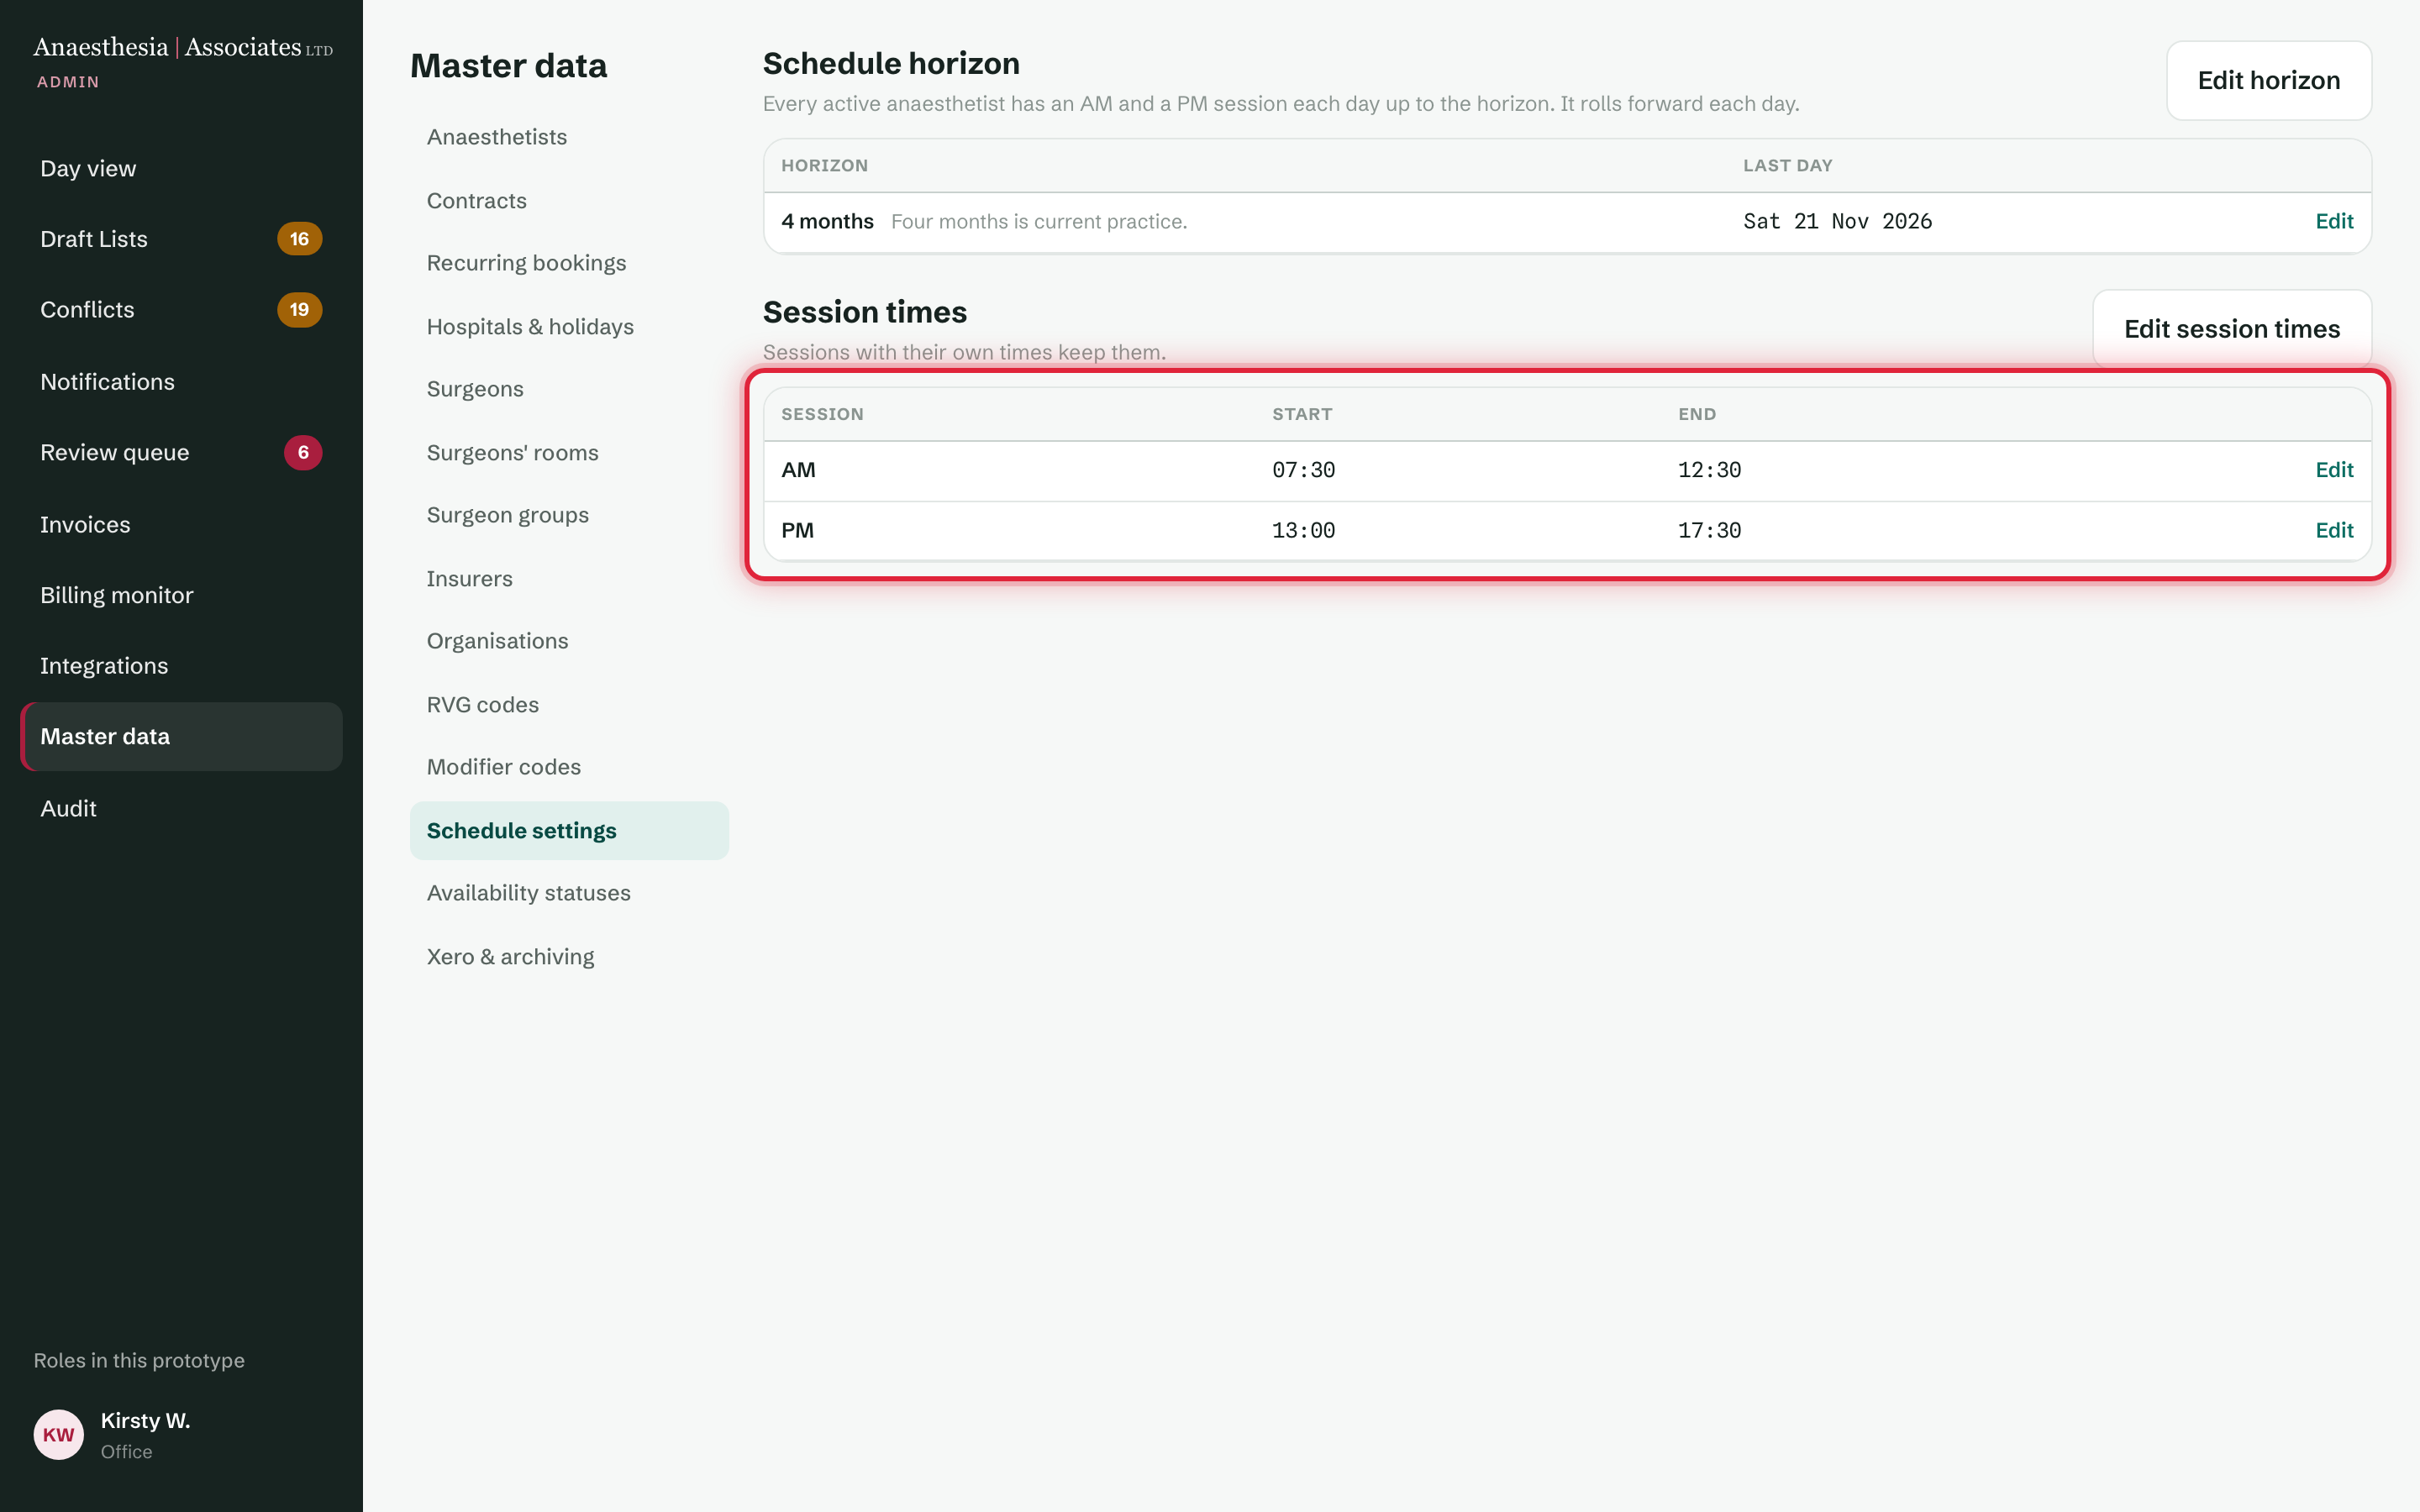 Anaesthesia | Associates LTD
ADMIN
Day view
Draft Lists 16
Conflicts 19
Notifications
Review queue 6
Invoices
Billing monitor
Integrations
Master data
Audit
Roles in this prototype
KW
Kirsty W.
Office
Master data
Anaesthetists
Contracts
Recurring bookings
Hospitals & holidays
Surgeons
Surgeons' rooms
Surgeon groups
Insurers
Organisations
RVG codes
Modifier codes
Schedule settings
Availability statuses
Xero & archiving
Schedule horizon
Every active anaesthetist has an AM and a PM session each day up to the horizon. It rolls forward each day.
Edit horizon
HORIZON LAST DAY
4 months Four months is current practice. Sat 21 Nov 2026 Edit
Session times
Sessions with their own times keep them.
Edit session times
SESSION START END
AM 07:30 12:30 Edit
PM 13:00 17:30 Edit